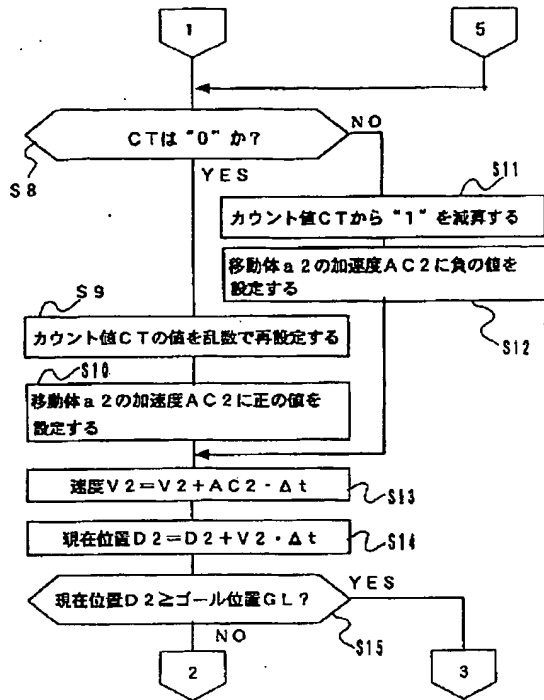 1
5
CTは“0”か？
NO
S8
YES
S11
カウント値CTから“1”を減算する
移動体a2の加速度AC2に負の値を
設定する
S12
S9
カウント値CTの値を乱数で再設定する
S10
移動体a2の加速度AC2に正の値を
設定する
速度V2＝V2＋AC2・Δt
S13
現在位置D2＝D2＋V2・Δt
S14
現在位置D2≧ゴール位置GL？
YES
NO
S15
2
3